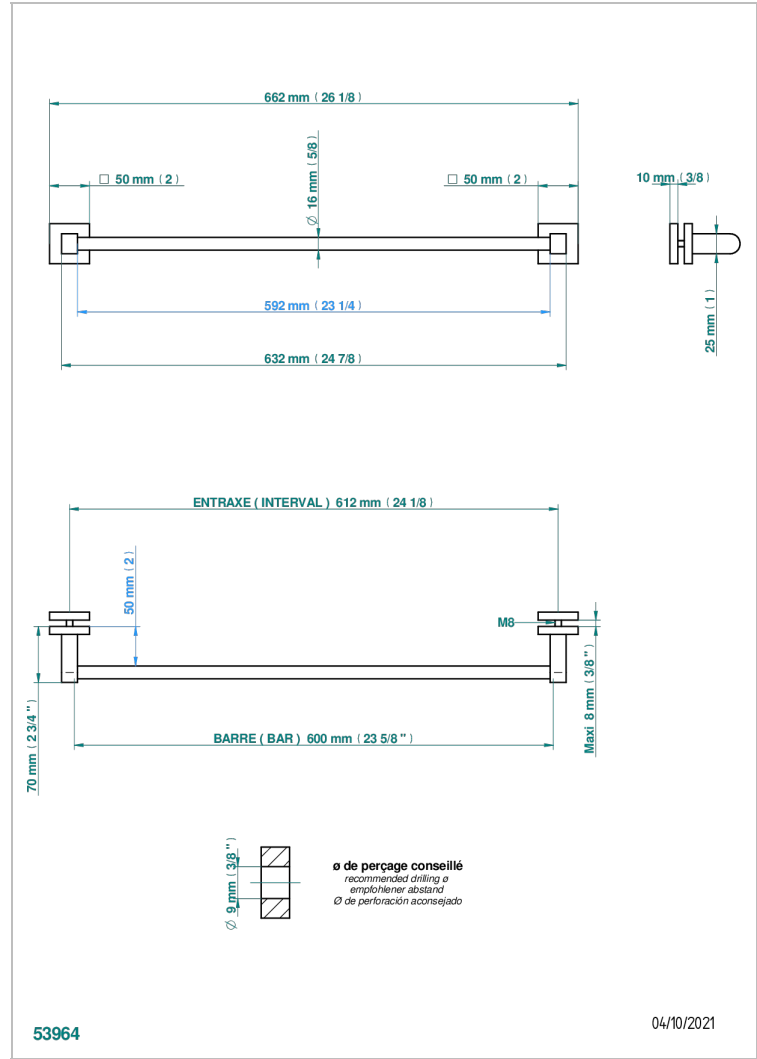 662 mm ( 26 1/8 )
□ 50 mm ( 2 )
Ø 16 mm ( 5/8 )
□ 50 mm ( 2 )
10 mm ( 3/8 )
592 mm ( 23 1/4 )
25 mm ( 1 )
632 mm ( 24 7/8 )
ENTRAXE ( INTERVAL ) 612 mm ( 24 1/8 )
50 mm ( 2 )
M8
70 mm ( 2 3/4 " )
Maxi 8 mm ( 3/8 " )
BARRE ( BAR ) 600 mm ( 23 5/8 " )
Ø 9 mm ( 3/8 " )
ø de perçage conseillé
recommended drilling ø
empfohlener abstand
Ø de perforación aconsejado
53964
04/10/2021